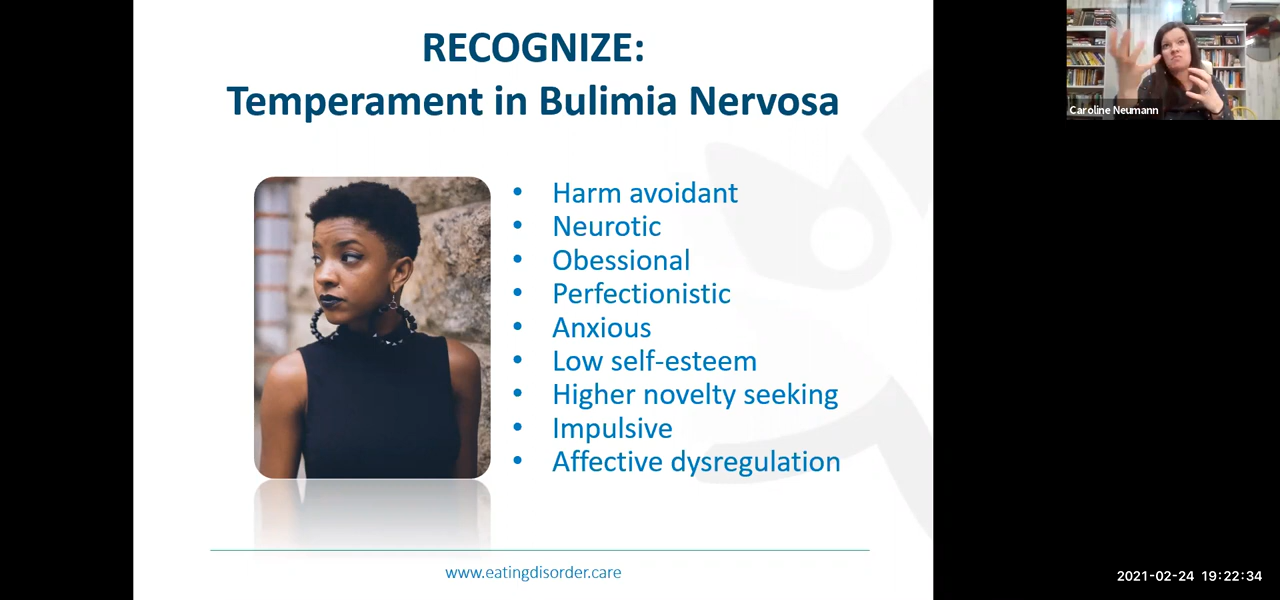 RECOGNIZE:
Temperament in Bulimia Nervosa
• Harm avoidant
• Neurotic
• Obessional
• Perfectionistic
• Anxious
• Low self-esteem
• Higher novelty seeking
• Impulsive
• Affective dysregulation
www.eatingdisorder.care
Caroline Neumann
2021-02-24 19:22:34